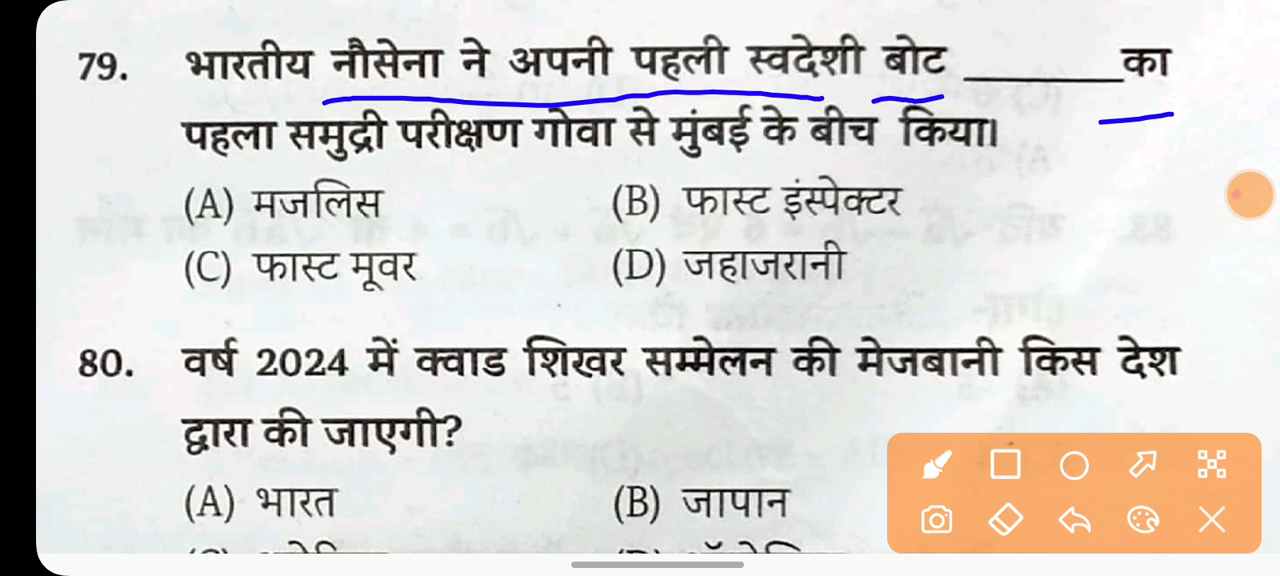 79. भारतीय नौसेना ने अपनी पहली स्वदेशी बोट ________का
पहला समुद्री परीक्षण गोवा से मुंबई के बीच किया।
(A) मजलिस (B) फास्ट इंस्पेक्टर
(C) फास्ट मूवर (D) जहाजरानी
80. वर्ष 2024 में क्वाड शिखर सम्मेलन की मेजबानी किस देश
द्वारा की जाएगी?
(A) भारत (B) जापान